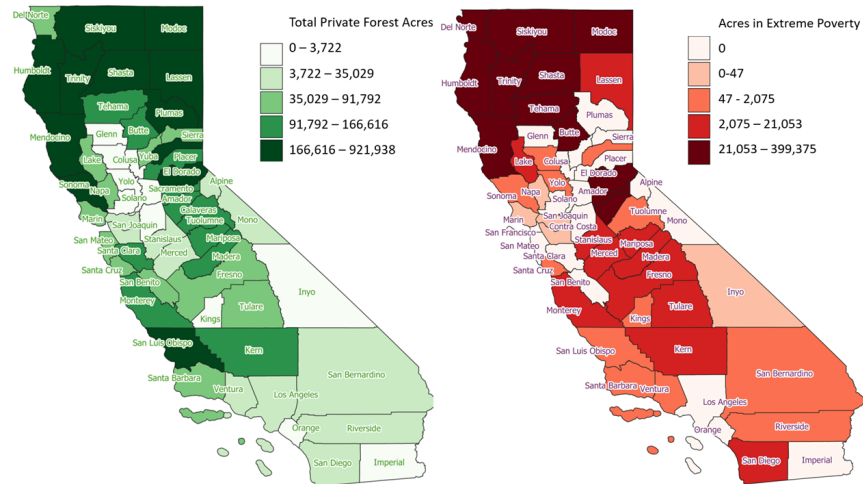 Total Private Forest Acres
0 – 3,722
3,722 – 35,029
35,029 – 91,792
91,792 – 166,616
166,616 – 921,938
Del Norte
Siskiyou
Modoc
Humboldt
Trinity
Shasta
Lassen
Tehama
Plumas
Mendocino
Glenn
Butte
Sierra
Lake
Colusa
Yuba
Placer
El Dorado
Sonoma
Napa
Yolo
Sacramento
Alpine
Solano
Amador
Marin
Calaveras
San Joaquin
Tuolumne
Mono
San Mateo
Stanislaus
Mariposa
Santa Clara
Merced
Madera
Santa Cruz
Fresno
San Benito
Inyo
Monterey
Tulare
Kings
San Luis Obispo
Kern
Santa Barbara
Ventura
San Bernardino
Los Angeles
Orange
Riverside
San Diego
Imperial
Acres in Extreme Poverty
0
0-47
47 - 2,075
2,075 – 21,053
21,053 – 399,375
Del Norte
Siskiyou
Modoc
Humboldt
Trinity
Shasta
Lassen
Tehama
Plumas
Mendocino
Glenn
Butte
Sierra
Lake
Colusa
Placer
El Dorado
Yolo
Sonoma
Napa
Solano
Amador
Alpine
Marin
San Joaquin
Tuolumne
Mono
San Francisco
Contra Costa
San Mateo
Stanislaus
Mariposa
Santa Clara
Merced
Madera
Santa Cruz
Fresno
San Benito
Inyo
Monterey
Tulare
Kings
San Luis Obispo
Kern
Santa Barbara
Ventura
San Bernardino
Los Angeles
Orange
Riverside
San Diego
Imperial